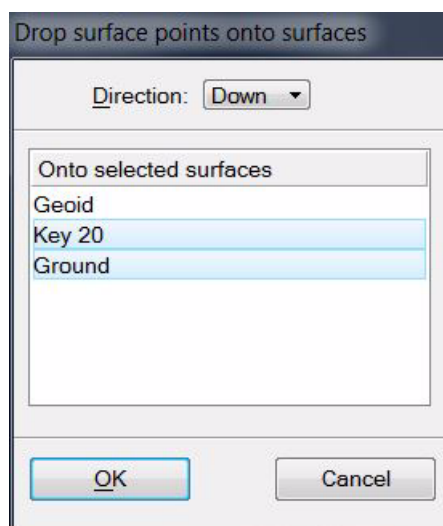 Drop surface points onto surfaces
Direction: Down
Onto selected surfaces
Geoid
Key 20
Ground
OK Cancel